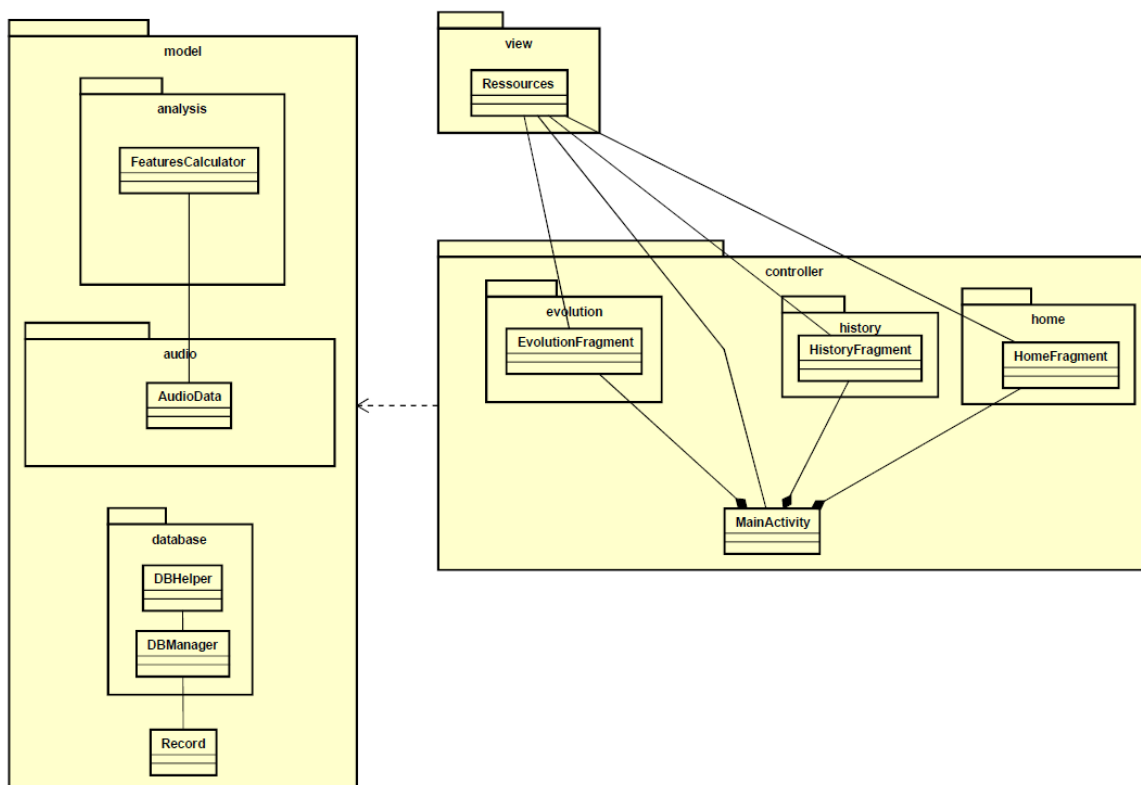 model
analysis
FeaturesCalculator
audio
AudioData
database
DBHelper
DBManager
Record
view
Ressources
controller
evolution
EvolutionFragment
history
HistoryFragment
home
HomeFragment
MainActivity